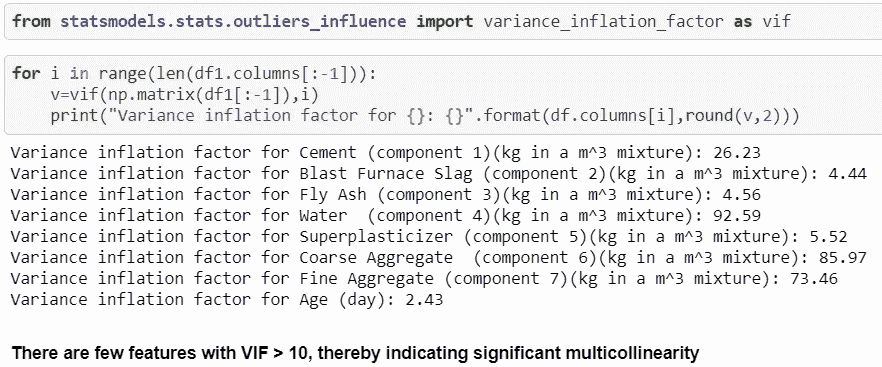 from statsmodels.stats.outliers_influence import variance_inflation_factor as vif
for i in range(len(df1.columns[:-1])):
    v=vif(np.matrix(df1[:-1]),i)
    print("Variance inflation factor for {}: {}".format(df.columns[i],round(v,2)))
Variance inflation factor for Cement (component 1)(kg in a m^3 mixture): 26.23
Variance inflation factor for Blast Furnace Slag (component 2)(kg in a m^3 mixture): 4.44
Variance inflation factor for Fly Ash (component 3)(kg in a m^3 mixture): 4.56
Variance inflation factor for Water  (component 4)(kg in a m^3 mixture): 92.59
Variance inflation factor for Superplasticizer (component 5)(kg in a m^3 mixture): 5.52
Variance inflation factor for Coarse Aggregate  (component 6)(kg in a m^3 mixture): 85.97
Variance inflation factor for Fine Aggregate (component 7)(kg in a m^3 mixture): 73.46
Variance inflation factor for Age (day): 2.43
There are few features with VIF > 10, thereby indicating significant multicollinearity